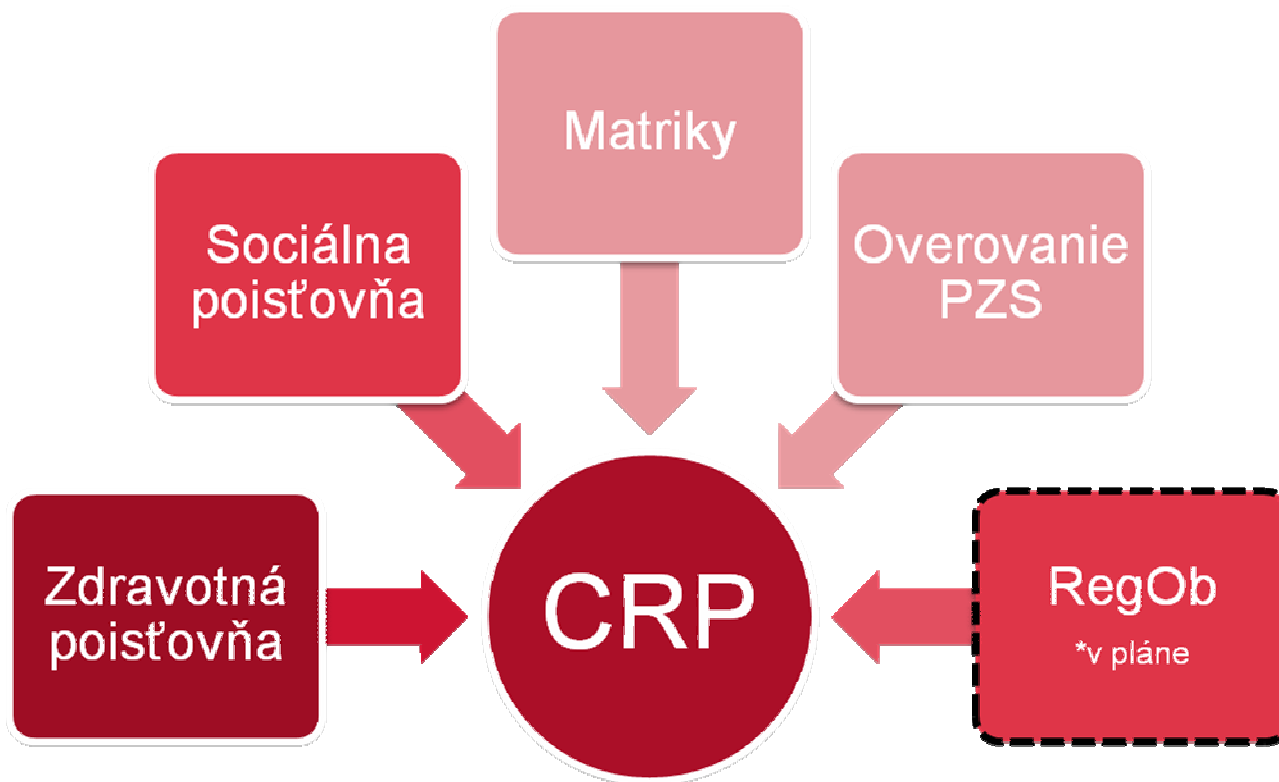 Matriky
Sociálna
poisťovňa
Overovanie
PZS
Zdravotná
poisťovňa
CRP
RegOb
*v pláne